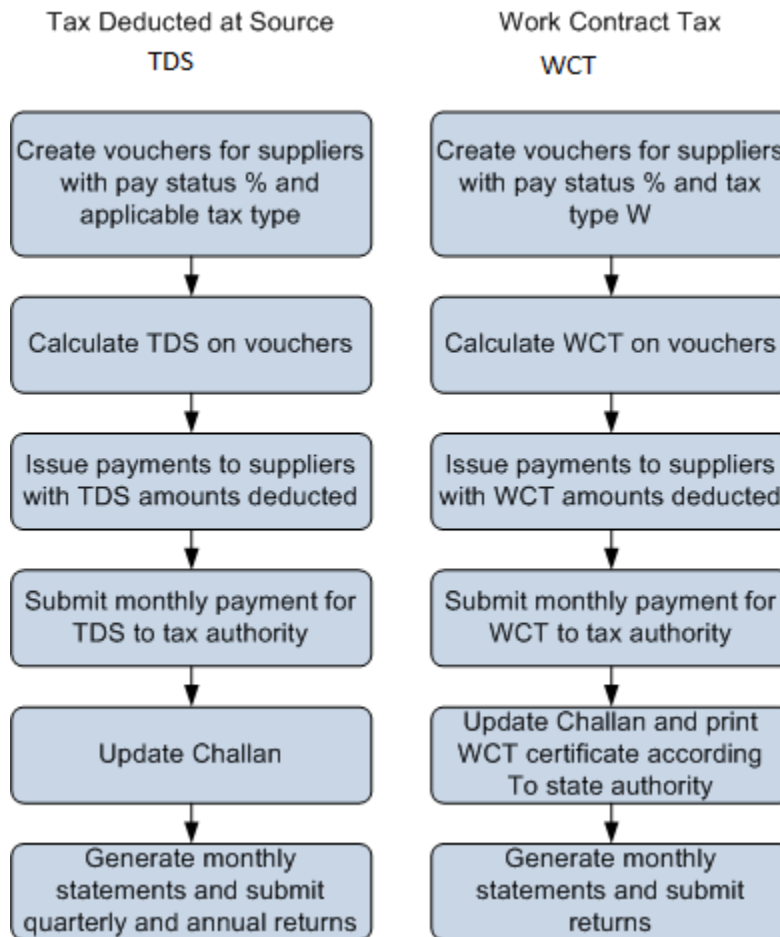 Tax Deducted at Source
TDS
Create vouchers for suppliers
with pay status % and
applicable tax type
Calculate TDS on vouchers
Issue payments to suppliers
with TDS amounts deducted
Submit monthly payment for
TDS to tax authority
Update Challan
Generate monthly
statements and submit
quarterly and annual returns
Work Contract Tax
WCT
Create vouchers for suppliers
with pay status % and tax
type W
Calculate WCT on vouchers
Issue payments to suppliers
with WCT amounts deducted
Submit monthly payment for
WCT to tax authority
Update Challan and print
WCT certificate according
To state authority
Generate monthly
statements and submit
returns